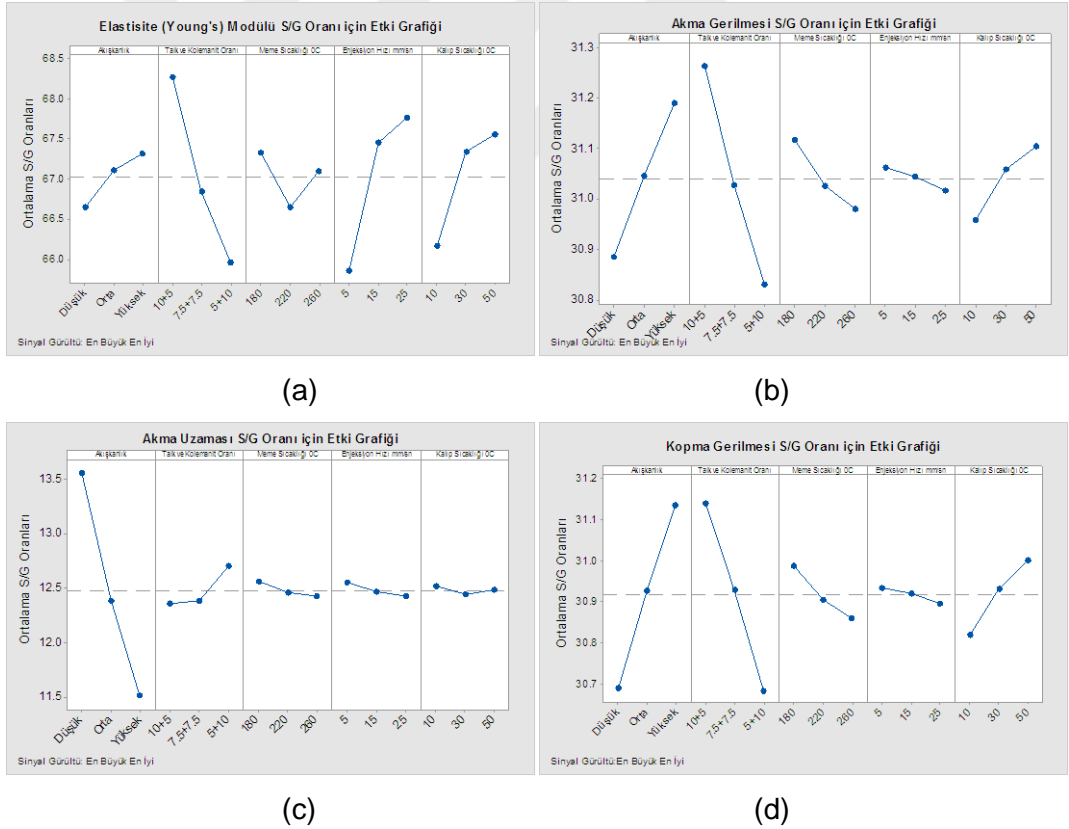 Elastisite (Young's) Modülü S/G Oranı için Etki Grafiği
Akışkanlık Talk ve Kolemanit Oranı Meme Sıcaklığı 0C Enjeksiyon Hızı mm/sn Kalıp Sıcaklığı 0C
Ortalama S/G Oranları
68.5
68.0
67.5
67.0
66.5
66.0
Düşük Orta Yüksek 10+5 7.5+7.5 5+10 180 220 260 5 15 25 10 30 50
Sinyal Gürültü: En Büyük En İyi
(a)
Akma Gerilmesi S/G Oranı için Etki Grafiği
Akışkanlık Talk ve Kolemanit Oranı Meme Sıcaklığı 0C Enjeksiyon Hızı mm/sn Kalıp Sıcaklığı 0C
Ortalama S/G Oranları
31.3
31.2
31.1
31.0
30.9
30.8
Düşük Orta Yüksek 10+5 7.5+7.5 5+10 180 220 260 5 15 25 10 30 50
Sinyal Gürültü: En Büyük En İyi
(b)
Akma Uzaması S/G Oranı için Etki Grafiği
Akışkanlık Talk ve Kolemanit Oranı Meme Sıcaklığı 0C Enjeksiyon Hızı mm/sn Kalıp Sıcaklığı 0C
Ortalama S/G Oranları
13.5
13.0
12.5
12.0
11.5
Düşük Orta Yüksek 10+5 7.5+7.5 5+10 180 220 260 5 15 25 10 30 50
Sinyal Gürültü: En Büyük En İyi
(c)
Kopma Gerilmesi S/G Oranı için Etki Grafiği
Akışkanlık Talk ve Kolemanit Oranı Meme Sıcaklığı 0C Enjeksiyon Hızı mm/sn Kalıp Sıcaklığı 0C
Ortalama S/G Oranları
31.2
31.1
31.0
30.9
30.8
30.7
Düşük Orta Yüksek 10+5 7.5+7.5 5+10 180 220 260 5 15 25 10 30 50
Sinyal Gürültü:En Büyük En İyi
(d)